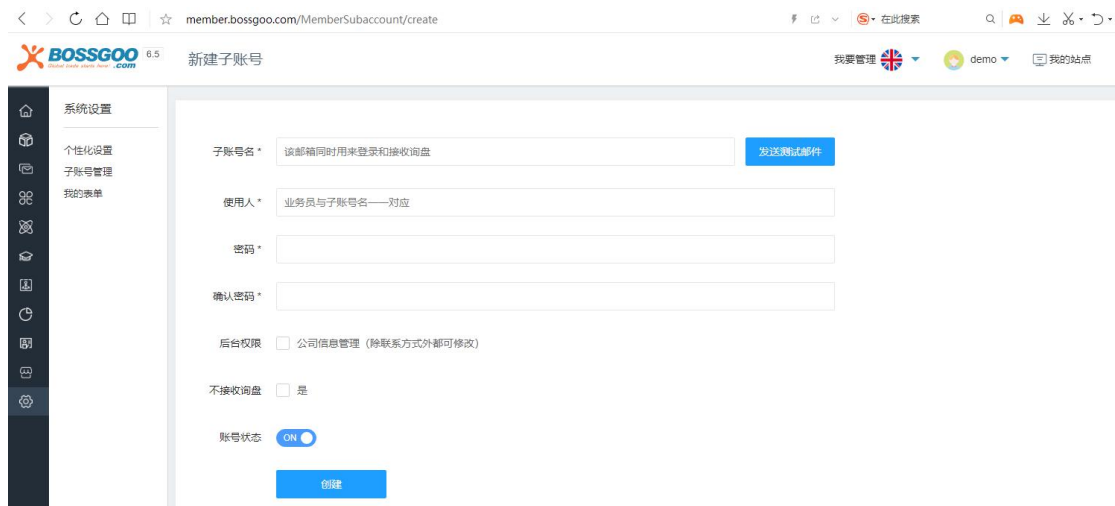 member.bossgoo.com/MemberSubaccount/create
在此搜索
BOSSGOO 6.5
Global trade starts here! .com
新建子账号
我要管理
demo
我的站点
系统设置
个性化设置
子账号管理
我的表单
子账号名 *
该邮箱同时用来登录和接收询盘
发送测试邮件
使用人 *
业务员与子账号名一一对应
密码 *
确认密码 *
后台权限
公司信息管理（除联系方式外都可修改）
不接收询盘
是
账号状态
ON
创建